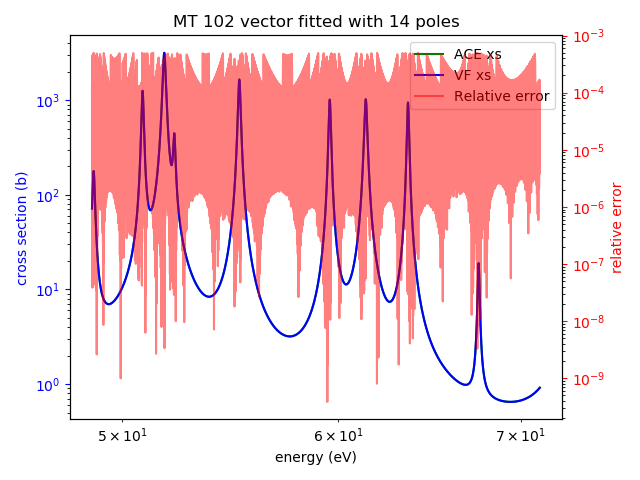 MT 102 vector fitted with 14 poles
ACE xs
VF xs
Relative error
cross section (b)
10³
10²
10¹
10⁰
relative error
10⁻³
10⁻⁴
10⁻⁵
10⁻⁶
10⁻⁷
10⁻⁸
10⁻⁹
5 × 10¹
6 × 10¹
7 × 10¹
energy (eV)